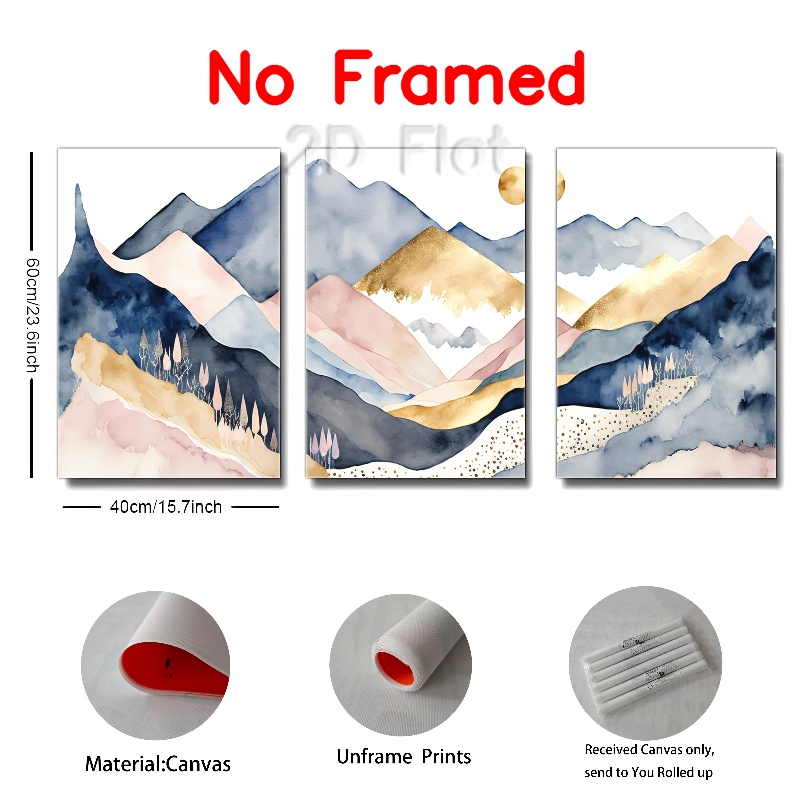 No Framed
2D Flat
60cm/23.6inch
40cm/15.7inch
Material:Canvas
Unframe Prints
Received Canvas only,
send to You Rolled up